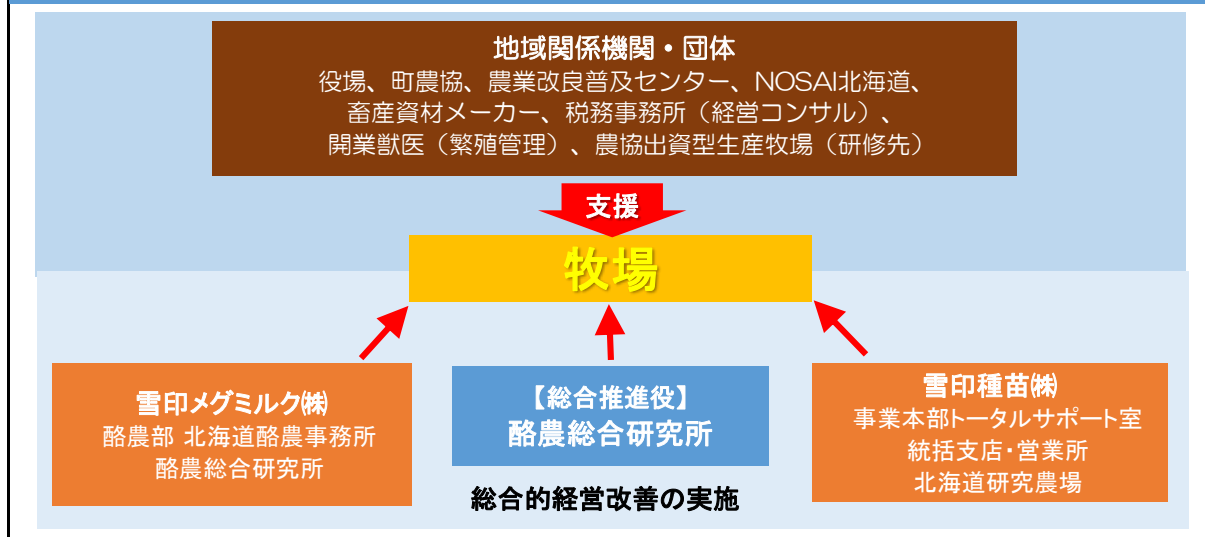 地域関係機関・団体
役場、町農協、農業改良普及センター、NOSAI北海道、
畜産資材メーカー、税務事務所（経営コンサル）、
開業獣医（繁殖管理）、農協出資型生産牧場（研修先）
支援
牧場
雪印メグミルク㈱
酪農部 北海道酪農事務所
酪農総合研究所
【総合推進役】
酪農総合研究所
総合的経営改善の実施
雪印種苗㈱
事業本部トータルサポート室
統括支店・営業所
北海道研究農場